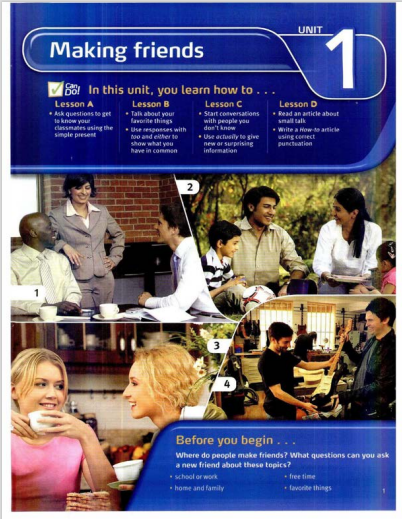 UNIT
1
Making friends
Can
Do!
In this unit, you learn how to . . .
Lesson A
• Ask questions to get
to know your
classmates using the
simple present
Lesson B
• Talk about your
favorite things
• Use responses with
too and either to
show what you
have in common
Lesson C
• Start conversations
with people you
don't know
• Use actually to give
new or surprising
information
Lesson D
• Read an article about
small talk
• Write a How-to article
using correct
punctuation
2
1
3
4
Before you begin . . .
Where do people make friends? What questions can you ask
a new friend about these topics?
• school or work
• home and family
• free time
• favorite things
1